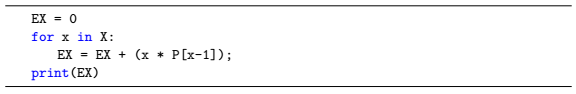 EX = 0
for x in X:
    EX = EX + (x * P[x-1]);
print(EX)